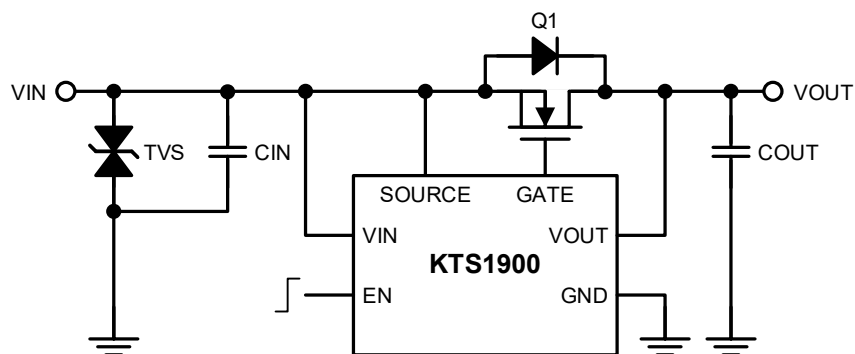 Q1
VIN
VOUT
TVS
CIN
COUT
SOURCE
GATE
VIN
VOUT
KTS1900
EN
GND